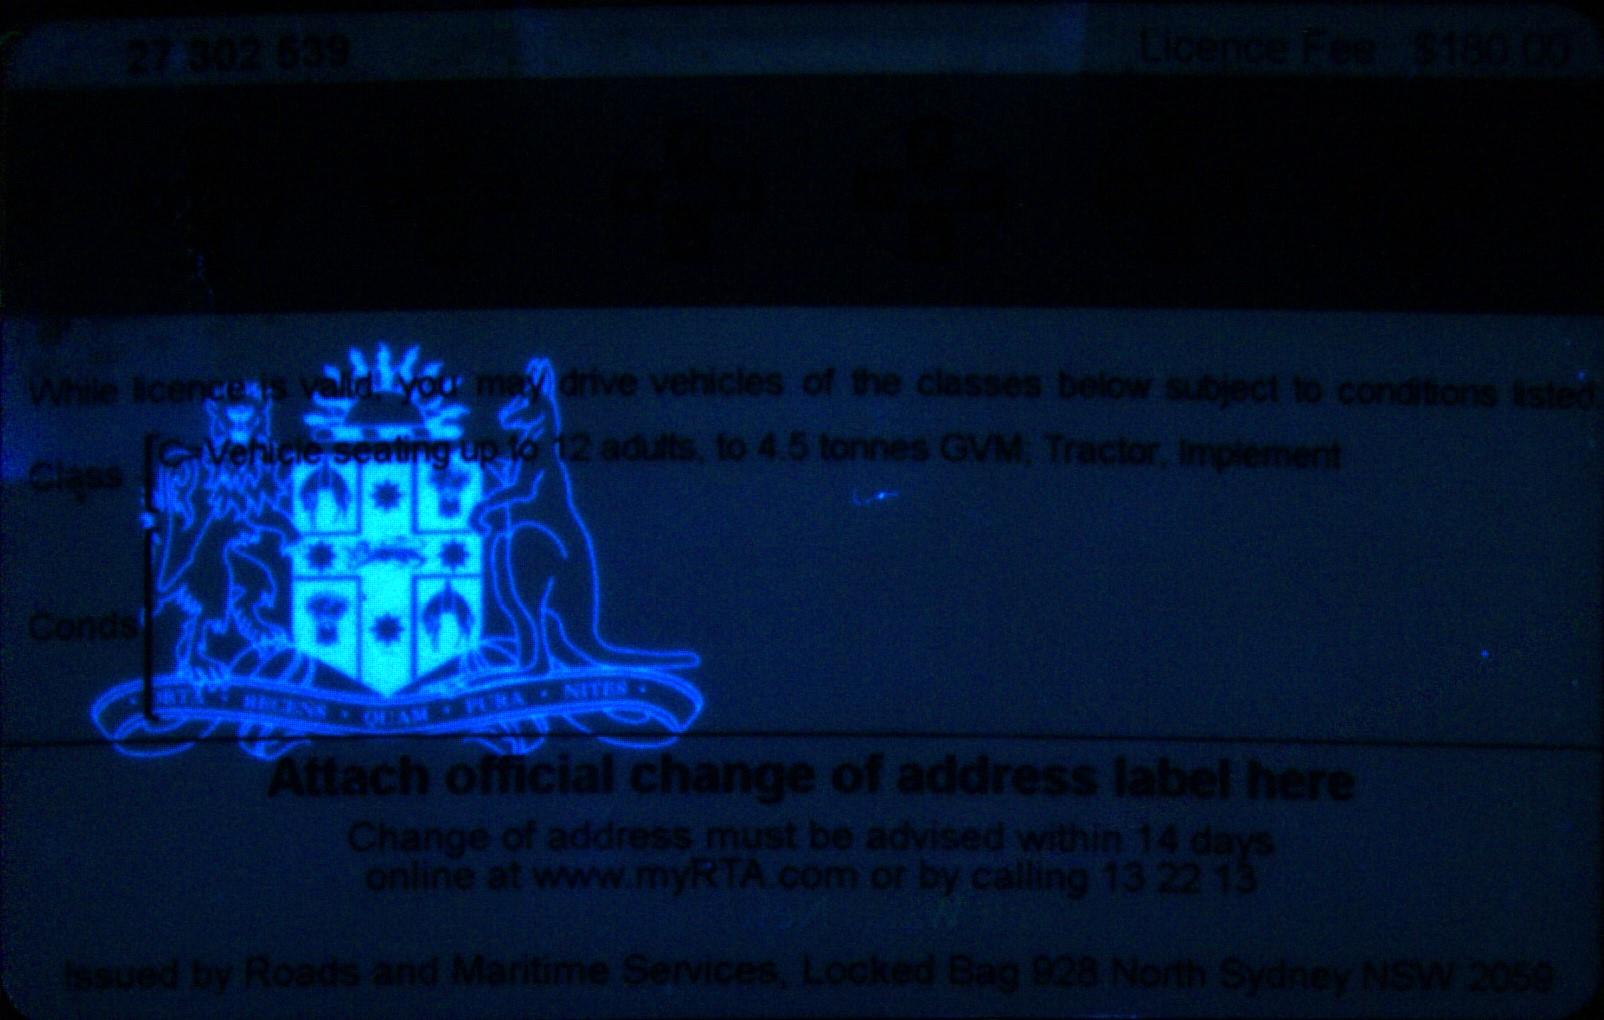 27 302 539
Licence Fee $180.00
While licence is valid, you may drive vehicles of the classes below subject to conditions listed.
Class
C=Vehicle seating up to 12 adults, to 4.5 tonnes GVM; Tractor, Implement
Conds
ORTA · RECENS · QUAM · PURA · NITES ·
Attach official change of address label here
Change of address must be advised within 14 days
online at www.myRTA.com or by calling 13 22 13
Issued by Roads and Maritime Services, Locked Bag 928 North Sydney NSW 2059